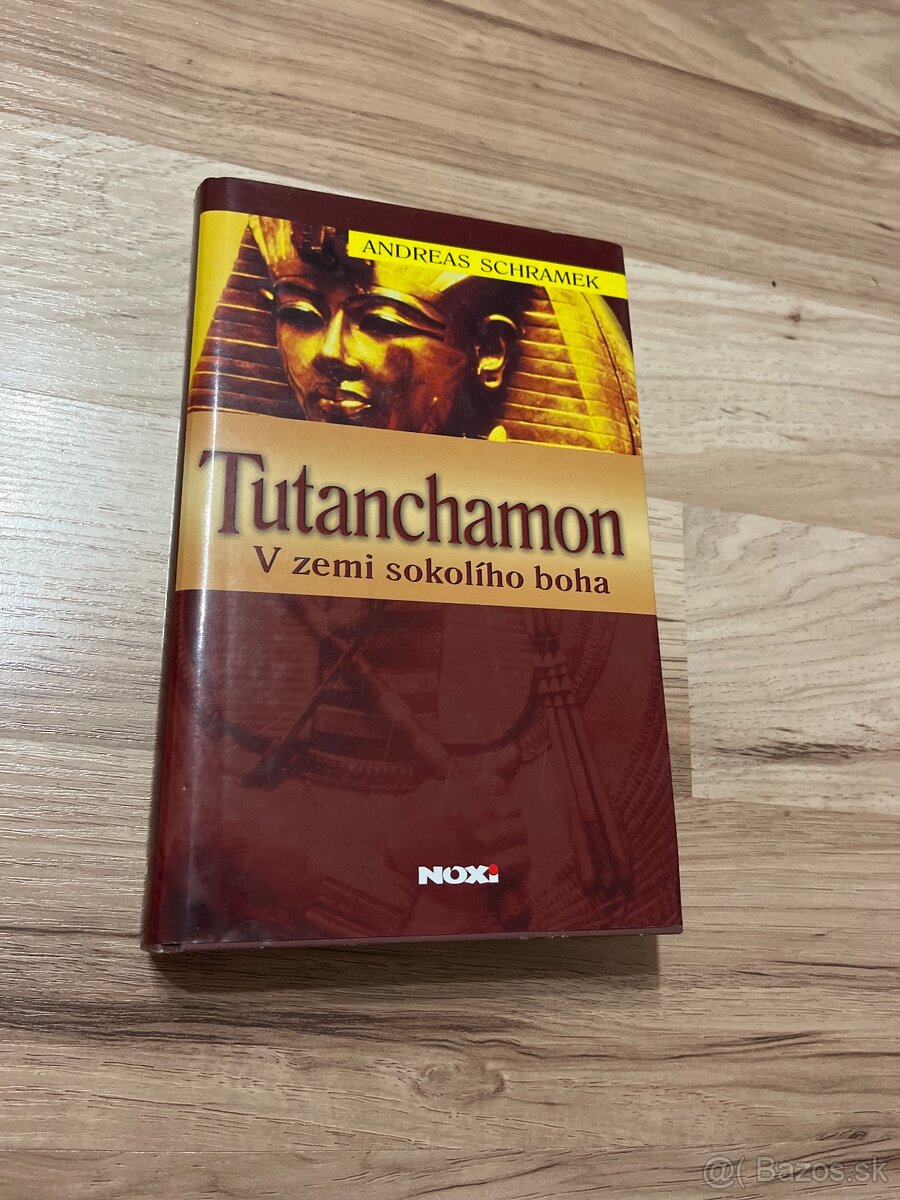 ANDREAS SCHRAMEK
Tutanchamon
V zemi sokolího boha
NOXi
@( Bazos.sk